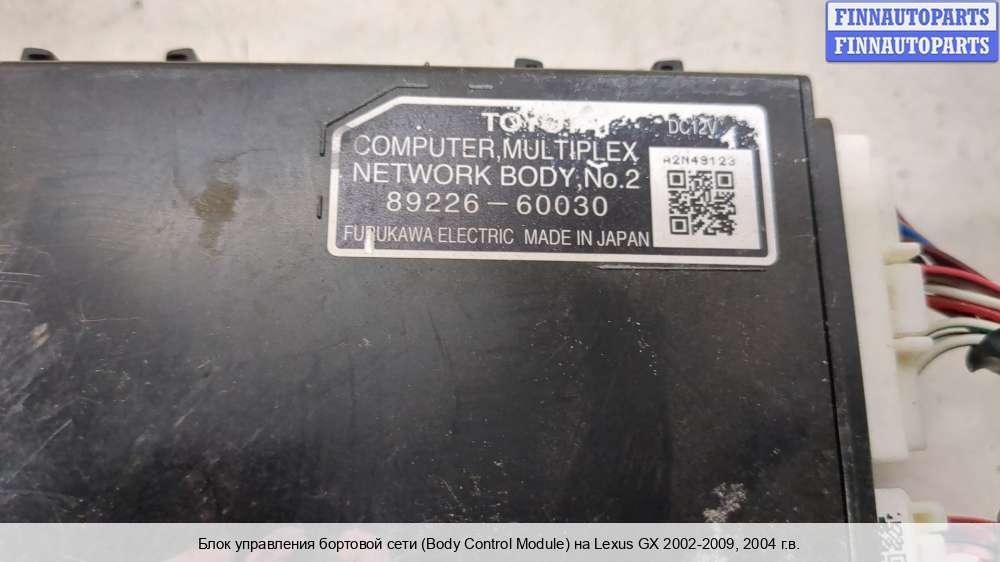 FINNAUTOPARTS
FINNAUTOPARTS
DC12V
COMPUTER,MULTIPLEX
NETWORK BODY,No.2
89226-60030
FURUKAWA ELECTRIC MADE IN JAPAN
A2N49123
Блок управления бортовой сети (Body Control Module) на Lexus GX 2002-2009, 2004 г.в.